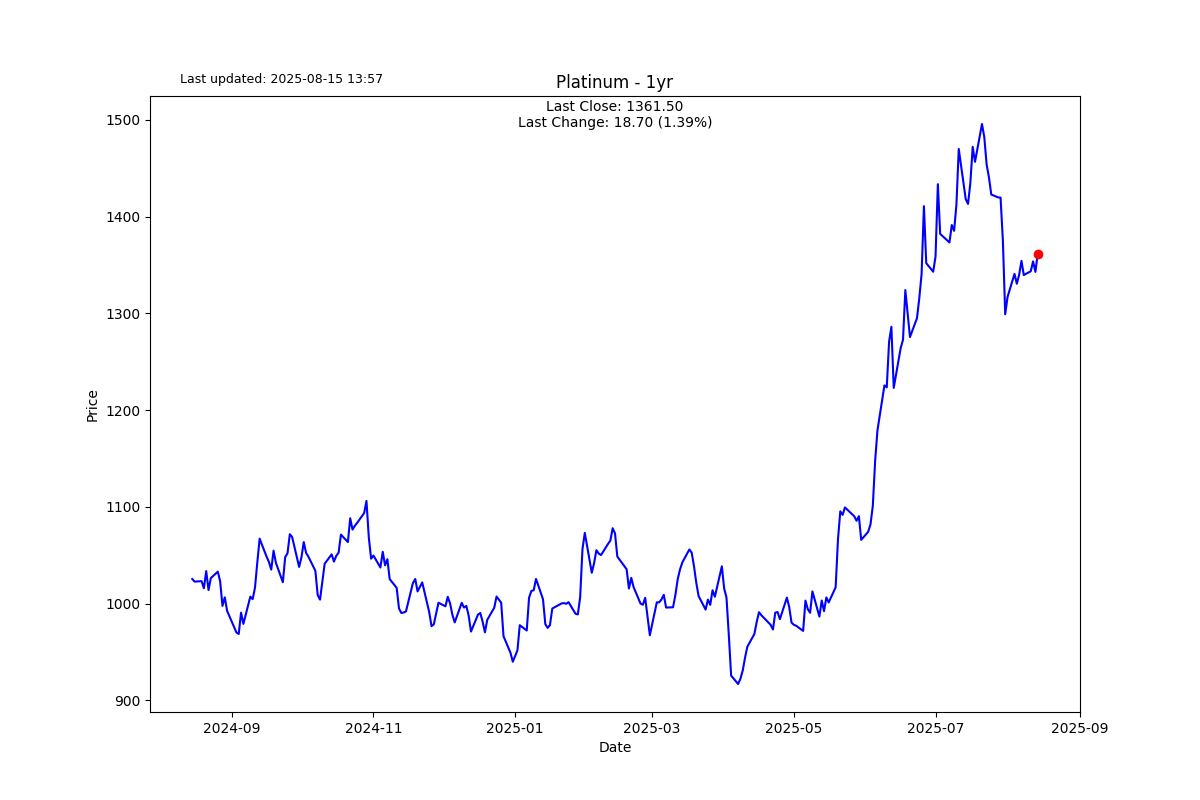 Last updated: 2025-08-15 13:57
Platinum - 1yr
Last Close: 1361.50
Last Change: 18.70 (1.39%)
1500
1400
1300
1200
1100
1000
900
Price
2024-09 2024-11 2025-01 2025-03 2025-05 2025-07 2025-09
Date